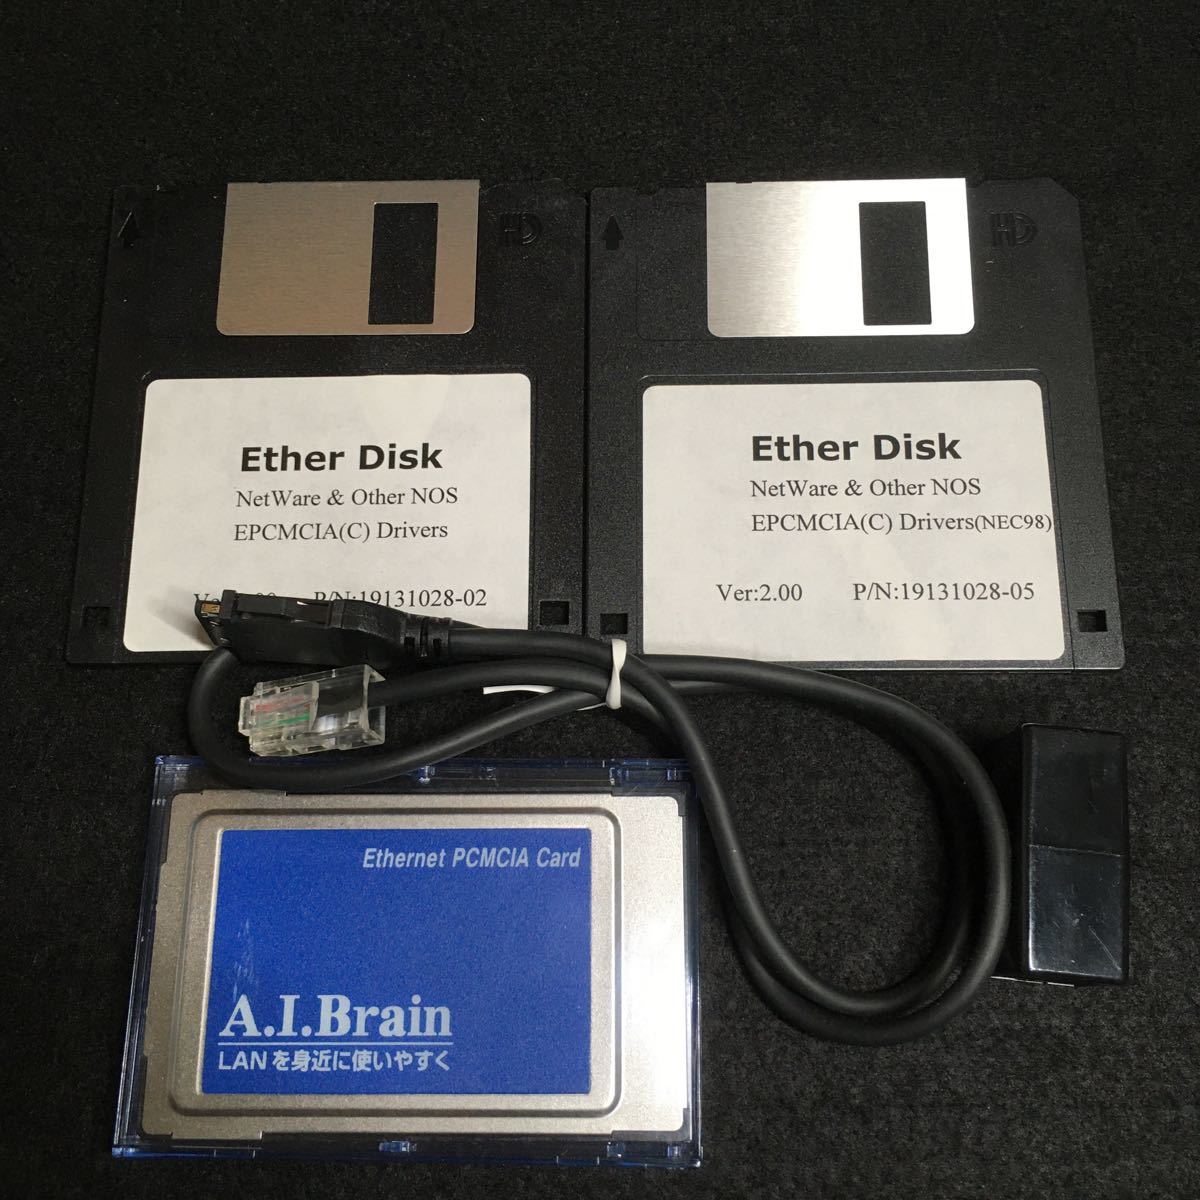 HD
Ether Disk
NetWare & Other NOS
EPCMCIA(C) Drivers
P/N:19131028-02
HD
Ether Disk
NetWare & Other NOS
EPCMCIA(C) Drivers(NEC98)
Ver:2.00 P/N:19131028-05
Ethernet PCMCIA Card
A.I.Brain
LANを身近に使いやすく